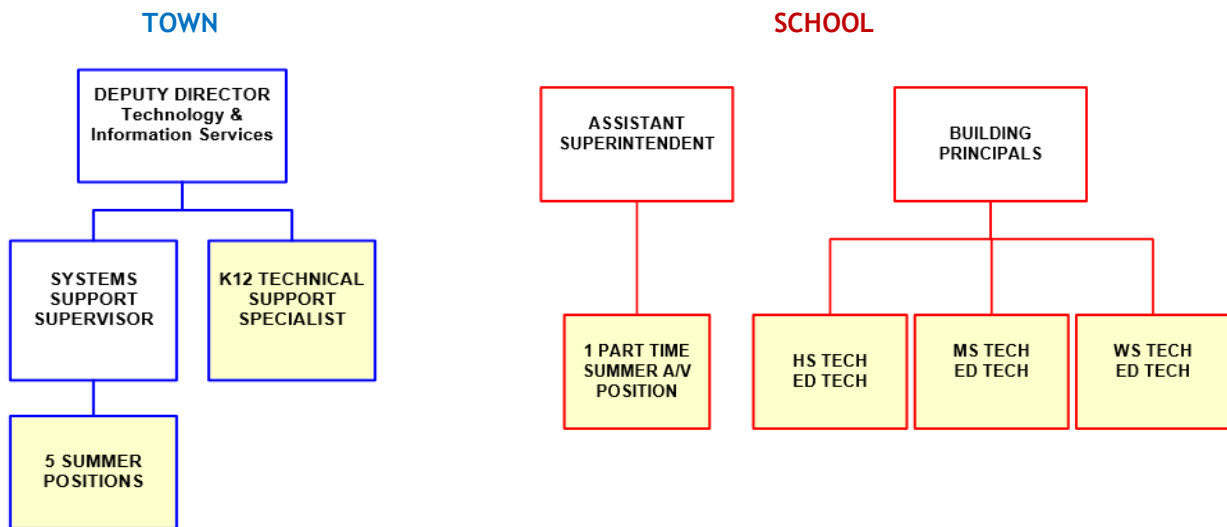 TOWN
DEPUTY DIRECTOR
Technology &
Information Services
SYSTEMS
SUPPORT
SUPERVISOR
K12 TECHNICAL
SUPPORT
SPECIALIST
5 SUMMER
POSITIONS
SCHOOL
ASSISTANT
SUPERINTENDENT
BUILDING
PRINCIPALS
1 PART TIME
SUMMER A/V
POSITION
HS TECH
ED TECH
MS TECH
ED TECH
WS TECH
ED TECH